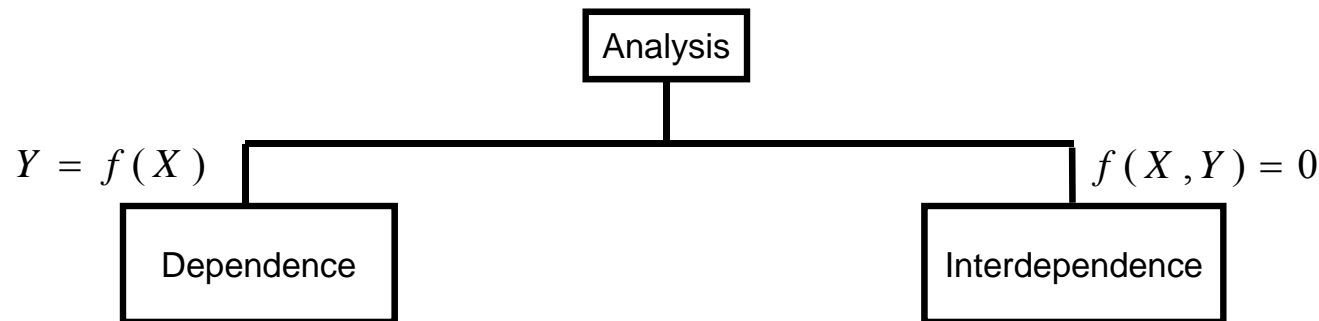 Analysis
Y = f ( X )
f ( X , Y ) = 0
Dependence
Interdependence